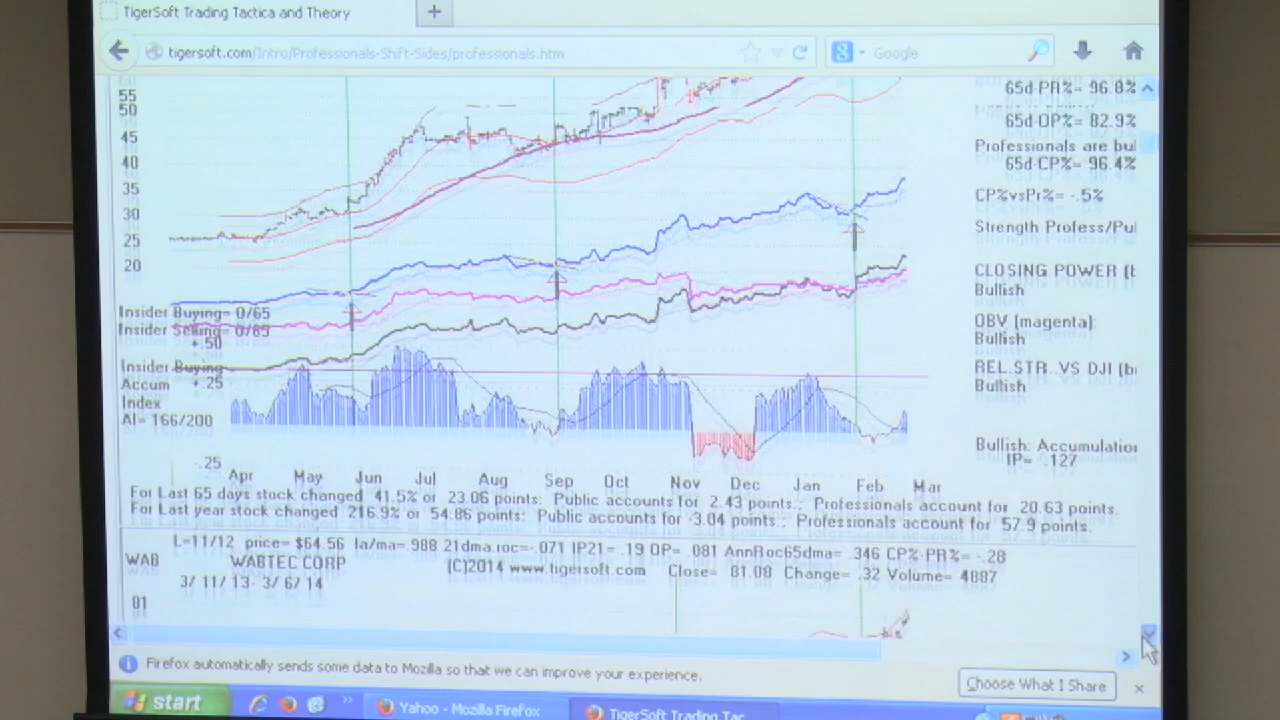 TigerSoft Trading Tactica and Theory
+
tigersoft.com/Intro/Professionals-Shift-Sides/professionals.htm
Google
60
55
50
45
40
35
30
25
20
65d PR%= 96.8%
65d OP%= 82.9%
Professionals are bul
65d CP%= 96.4%
CP%vsPr%= -.5%
Strength Profess/Pul
CLOSING POWER (b
Bullish
OBV (magenta):
Bullish
REL.STR. VS DJI (b
Bullish
Bullish: Accumulation
IP= .127
Insider Buying= 0/65
Insider Selling= 0/65
+.50
Insider Buying
Accum +.25
Index
AI= 166/200
-.25
Apr May Jun Jul Aug Sep Oct Nov Dec Jan Feb Mar
For Last 65 days stock changed 41.5% or 23.06 points: Public accounts for 2.43 points.; Professionals account for 20.63 points.
For Last year stock changed 216.9% or 54.86 points: Public accounts for -3.04 points.; Professionals account for 57.9 points.
L=11/12 price= $64.56 la/ma=.988 21dma.roc=-.071 IP21= .19 OP= .081 AnnRoc65dma= .346 CP%-PR%= -.28
WAB WABTEC CORP (C)2014 www.tigersoft.com Close= 81.08 Change= .32 Volume= 4887
3/ 11/ 13- 3/ 6/ 14
81
Firefox automatically sends some data to Mozilla so that we can improve your experience.
Choose What I Share
start
Yahoo - Mozilla Firefox
TigerSoft Trading Tac